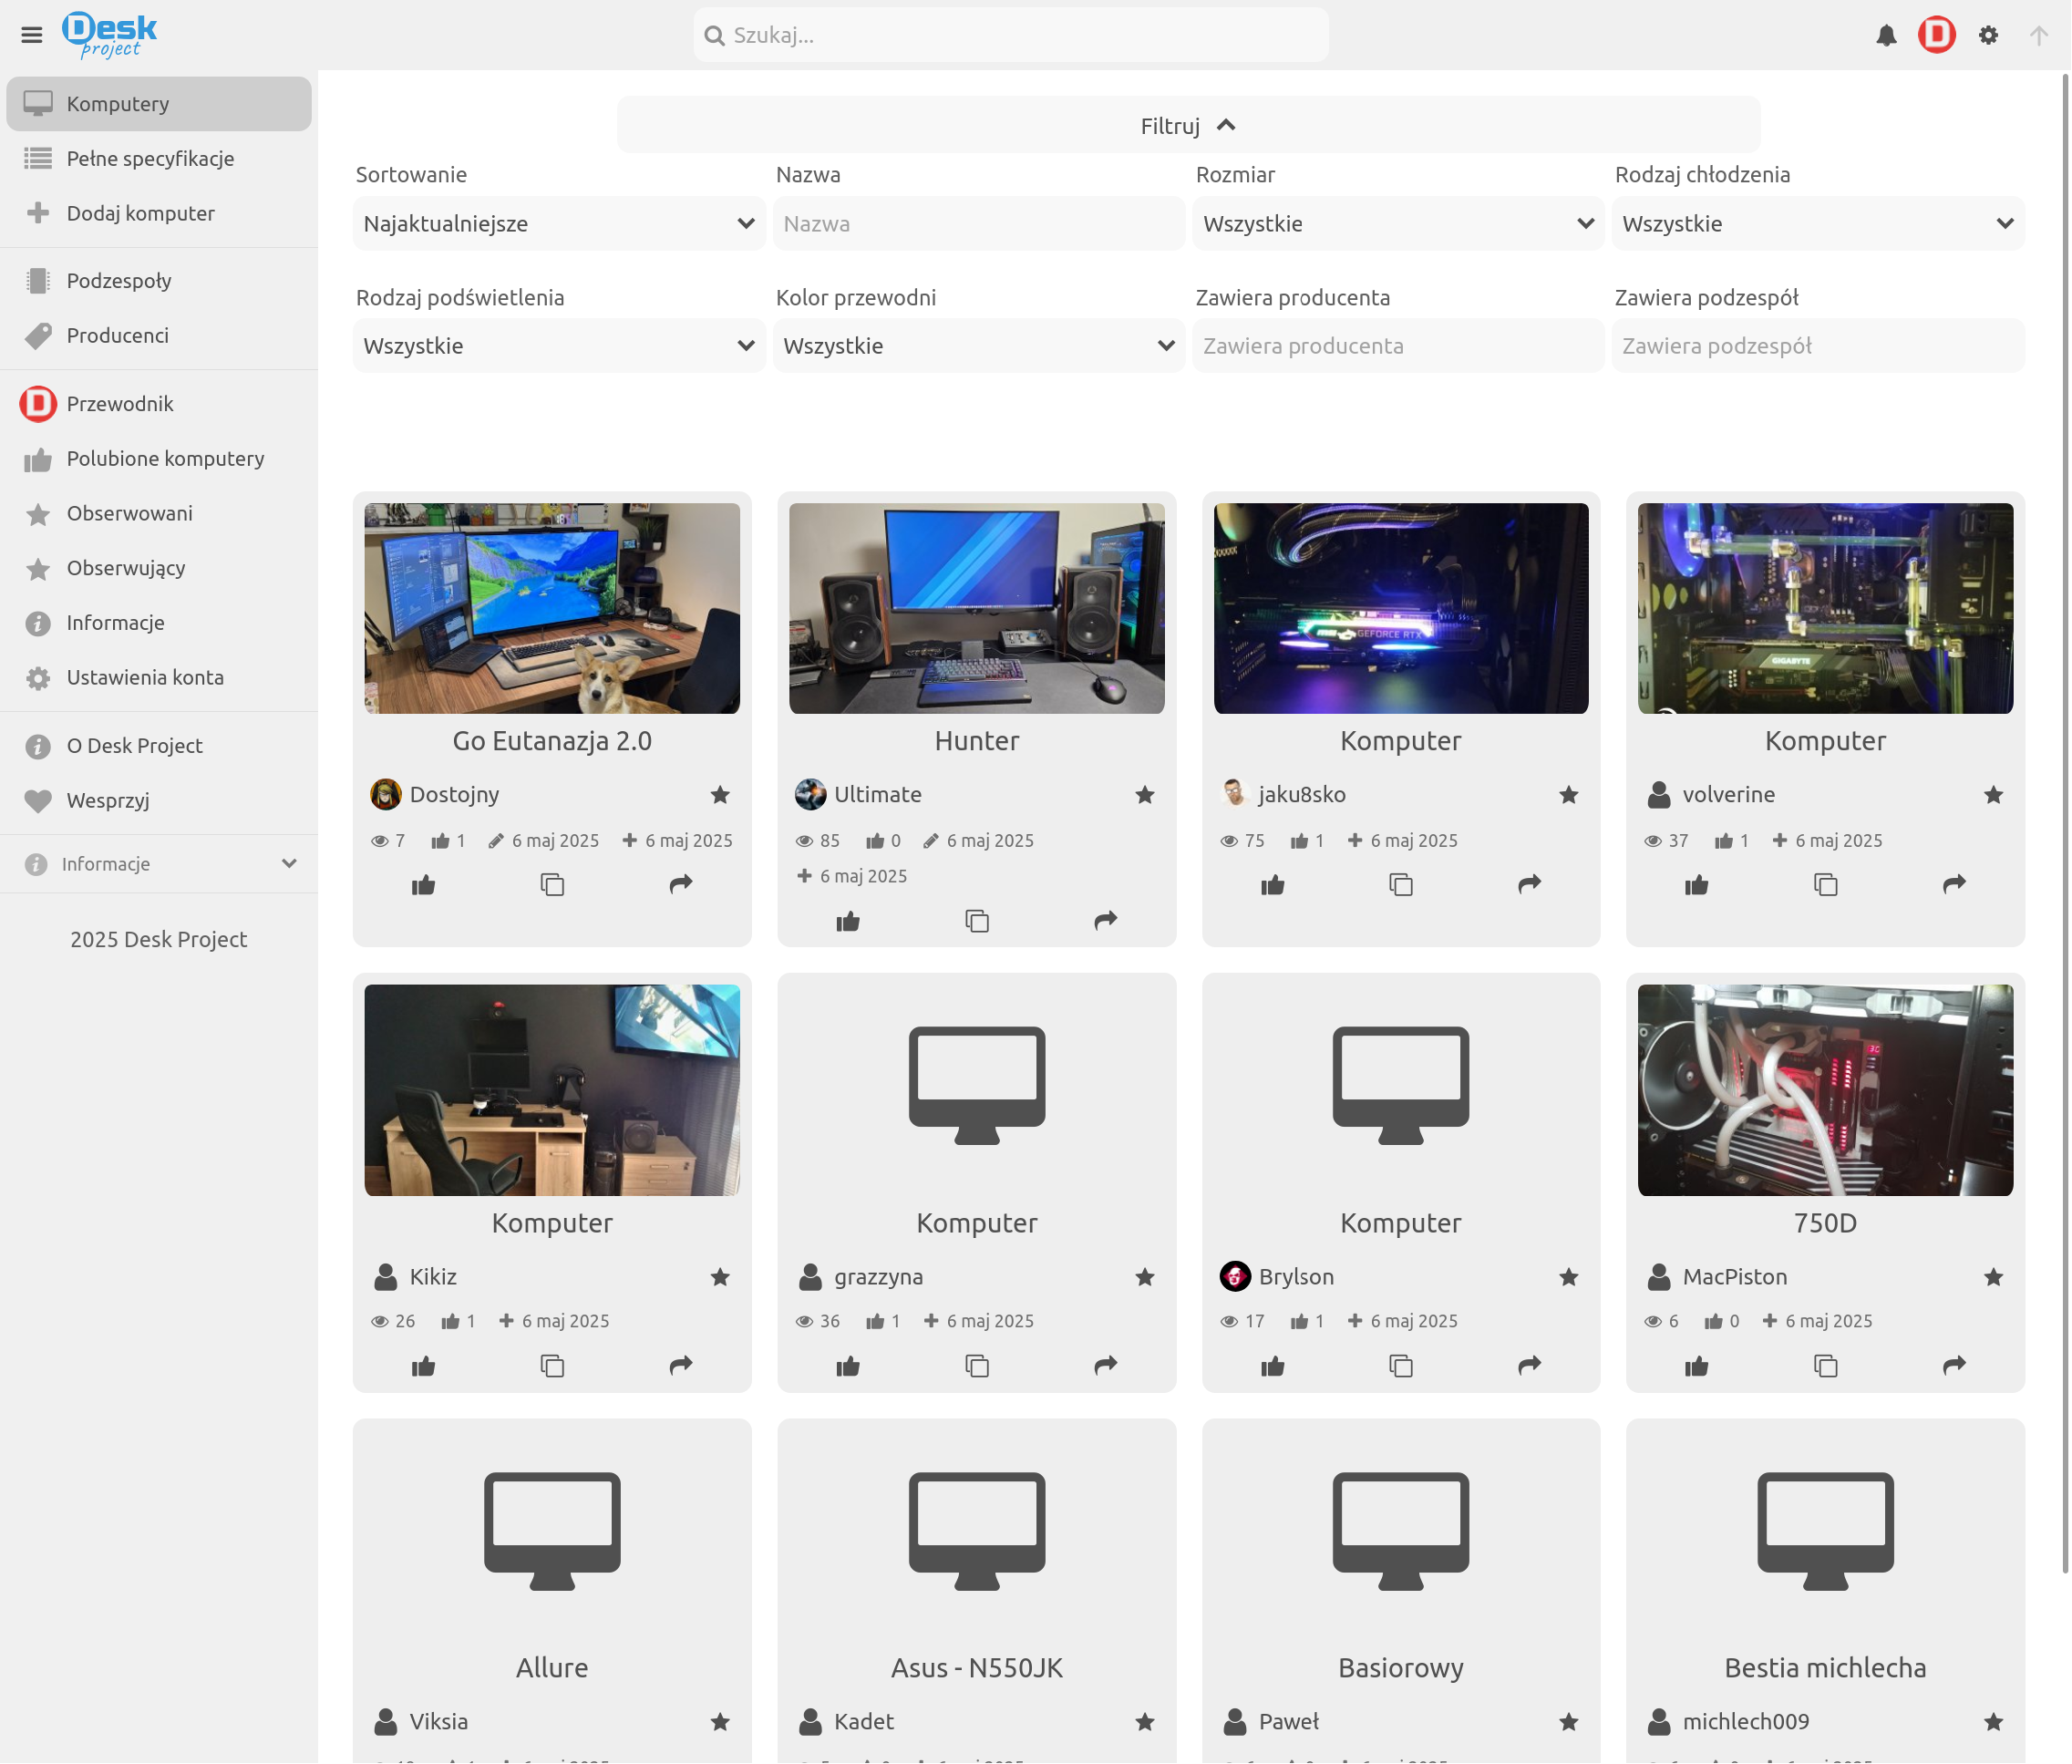 Desk
project
Szukaj...
Komputery
Pełne specyfikacje
Dodaj komputer
Podzespoły
Producenci
Przewodnik
Polubione komputery
Obserwowani
Obserwujący
Informacje
Ustawienia konta
O Desk Project
Wesprzyj
Informacje
2025 Desk Project
Filtruj
Sortowanie Nazwa Rozmiar Rodzaj chłodzenia
Najaktualniejsze Nazwa Wszystkie Wszystkie
Rodzaj podświetlenia Kolor przewodni Zawiera producenta Zawiera podzespół
Wszystkie Wszystkie Zawiera producenta Zawiera podzespół
GEFORCE RTX
GIGABYTE
Go Eutanazja 2.0
Dostojny
7 1 6 maj 2025 6 maj 2025
Hunter
Ultimate
85 0 6 maj 2025
6 maj 2025
Komputer
jaku8sko
75 1 6 maj 2025
Komputer
volverine
37 1 6 maj 2025
Komputer
Kikiz
26 1 6 maj 2025
Komputer
grazzyna
36 1 6 maj 2025
Komputer
Brylson
17 1 6 maj 2025
750D
MacPiston
6 0 6 maj 2025
Allure
Viksia
Asus - N550JK
Kadet
Basiorowy
Paweł
Bestia michlecha
michlech009